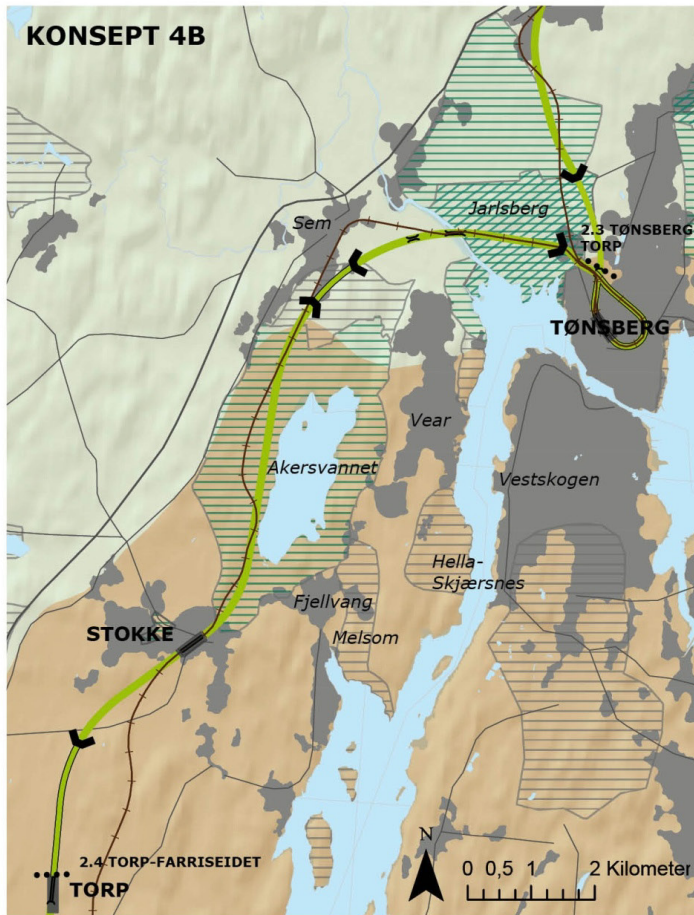 KONSEPT 4B
Sem
Jarlsberg
2.3 TØNSBERG
TORP
TØNSBERG
Vear
Akersvannet
Vestskogen
Hella-
Skjærsnes
Fjellvang
STOKKE
Melsom
N
2.4 TORP-FARRISEIDET
TORP
0 0,5 1 2 Kilometer